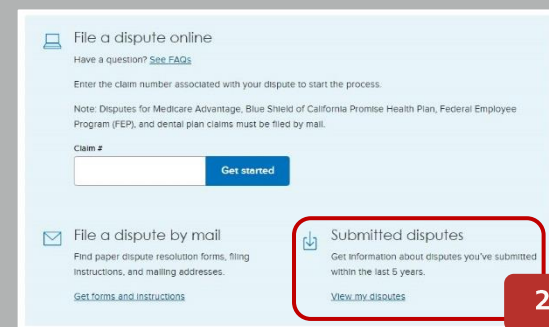 File a dispute online
Have a question? See FAQs
Enter the claim number associated with your dispute to start the process.
Note: Disputes for Medicare Advantage, Blue Shield of California Promise Health Plan, Federal Employee
Program (FEP), and dental plan claims must be filed by mail.
Claim #
Get started
File a dispute by mail
Find paper dispute resolution forms, filing
instructions, and mailing addresses.
Get forms and instructions
Submitted disputes
Get information about disputes you've submitted
within the last 5 years.
View my disputes
2